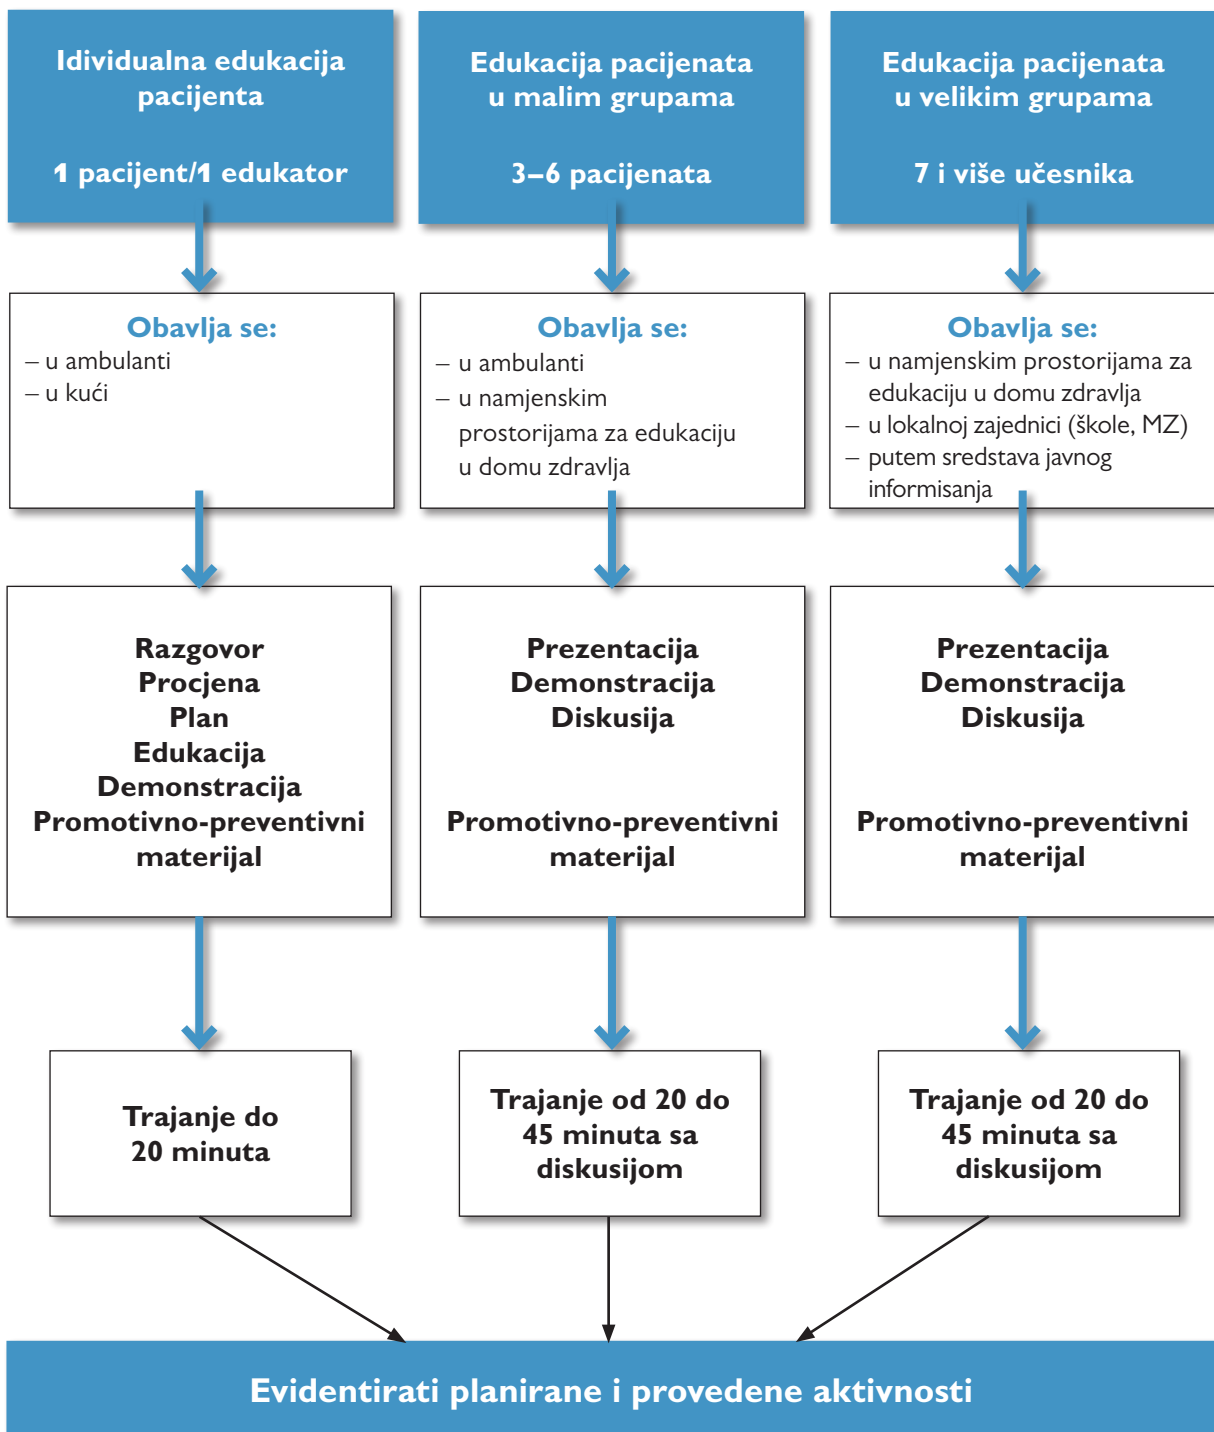 Idividualna edukacija
pacijenta
1 pacijent/1 edukator
Edukacija pacijenata
u malim grupama
3–6 pacijenata
Edukacija pacijenata
u velikim grupama
7 i više učesnika
Obavlja se:
– u ambulanti
– u kući
Obavlja se:
– u ambulanti
– u namjenskim
prostorijama za edukaciju
u domu zdravlja
Obavlja se:
– u namjenskim prostorijama za
edukaciju u domu zdravlja
– u lokalnoj zajednici (škole, MZ)
– putem sredstava javnog
informisanja
Razgovor
Procjena
Plan
Edukacija
Demonstracija
Promotivno-preventivni
materijal
Prezentacija
Demonstracija
Diskusija
Promotivno-preventivni
materijal
Prezentacija
Demonstracija
Diskusija
Promotivno-preventivni
materijal
Trajanje do
20 minuta
Trajanje od 20 do
45 minuta sa
diskusijom
Trajanje od 20 do
45 minuta sa
diskusijom
Evidentirati planirane i provedene aktivnosti